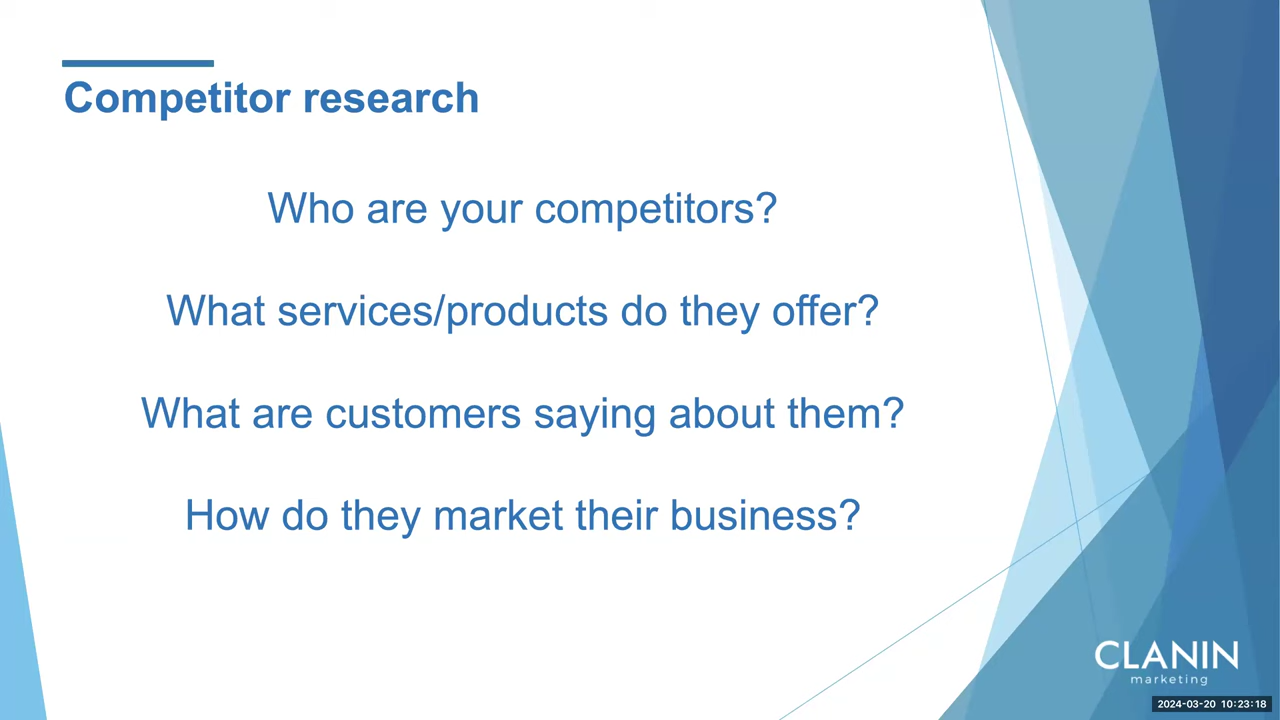 Competitor research
Who are your competitors?
What services/products do they offer?
What are customers saying about them?
How do they market their business?
CLANIN
marketing
2024-03-20 10:23:18